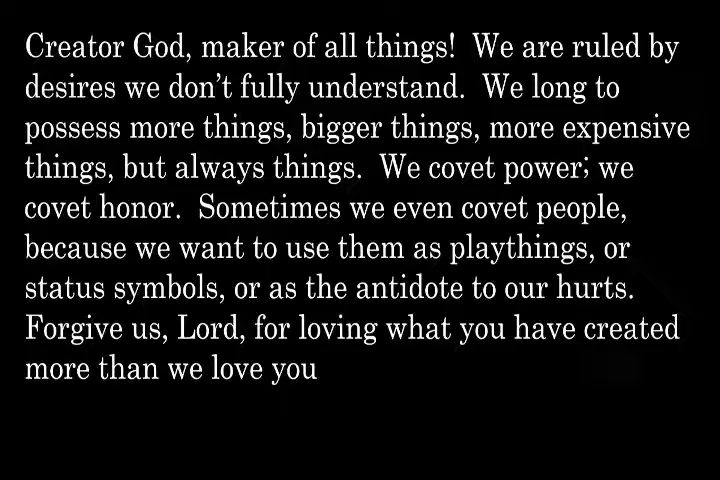 Creator God, maker of all things!  We are ruled by
desires we don’t fully understand.  We long to
possess more things, bigger things, more expensive
things, but always things.  We covet power; we
covet honor.  Sometimes we even covet people,
because we want to use them as playthings, or
status symbols, or as the antidote to our hurts.
Forgive us, Lord, for loving what you have created
more than we love you